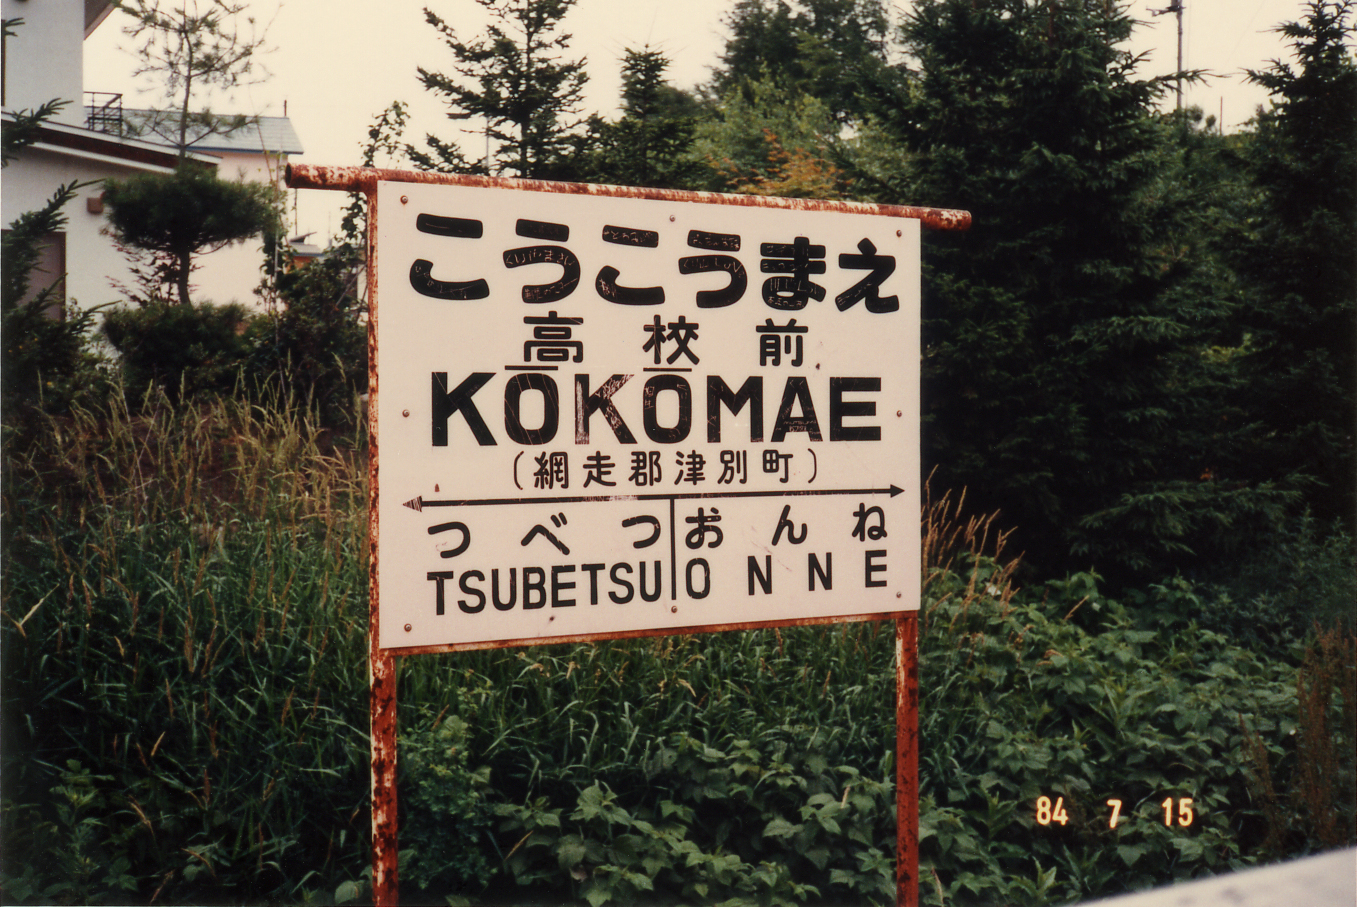 こうこうまえ
高校前
KŌKŌMAE
(網走郡津別町)
つべつ おんね
TSUBETSU ONNE
84 7 15